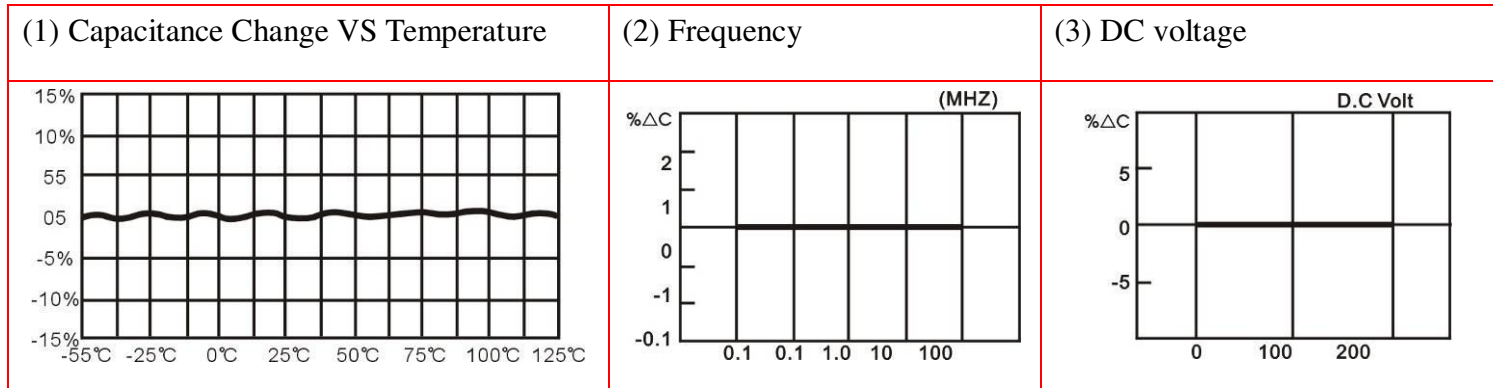 (1) Capacitance Change VS Temperature
(2) Frequency
(3) DC voltage
15%
10%
55
05
-5%
-10%
-15%
-55℃ -25℃ 0℃ 25℃ 50℃ 75℃ 100℃ 125℃
(MHZ)
%△C
2
1
0
-1
-0.1
0.1 0.1 1.0 10 100
D.C Volt
%△C
5
0
-5
0 100 200